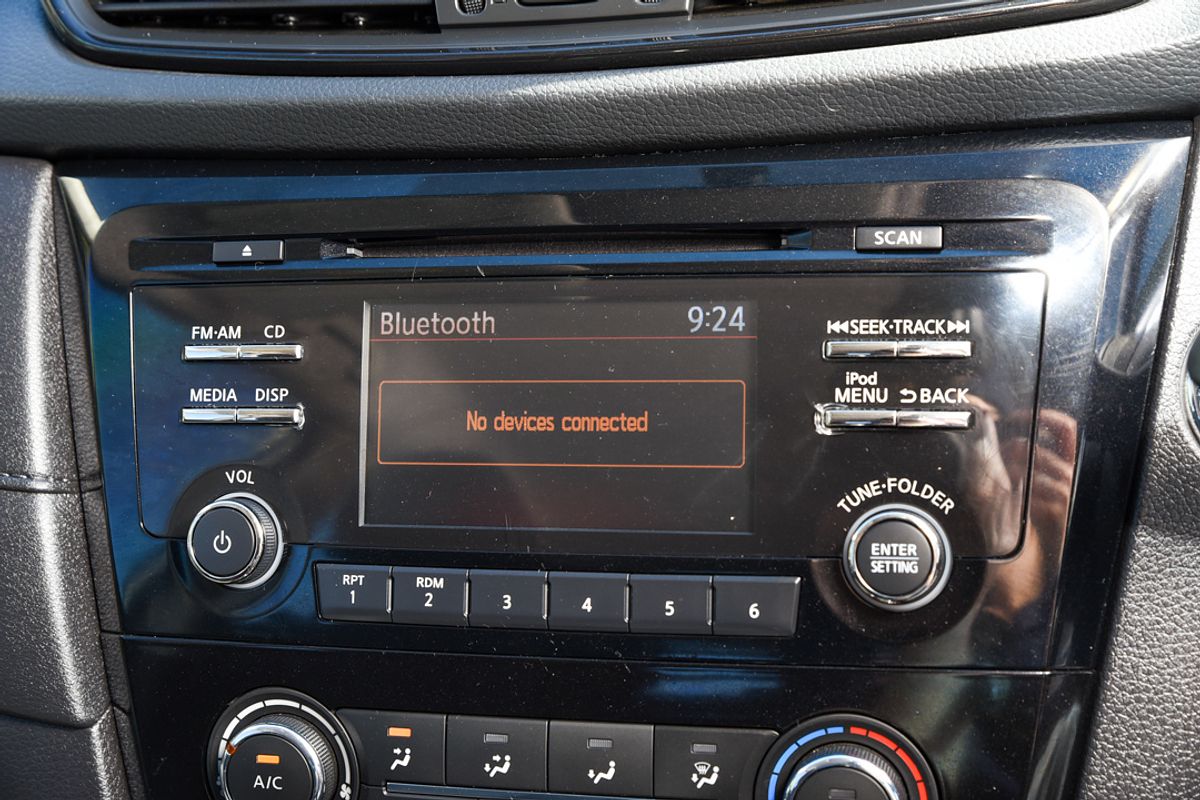 SCAN
FM·AM CD
MEDIA DISP
VOL
Bluetooth 9:24
No devices connected
SEEK·TRACK
iPod
MENU BACK
TUNE·FOLDER
ENTER
SETTING
RPT
1
RDM
2
3
4
5
6
A/C